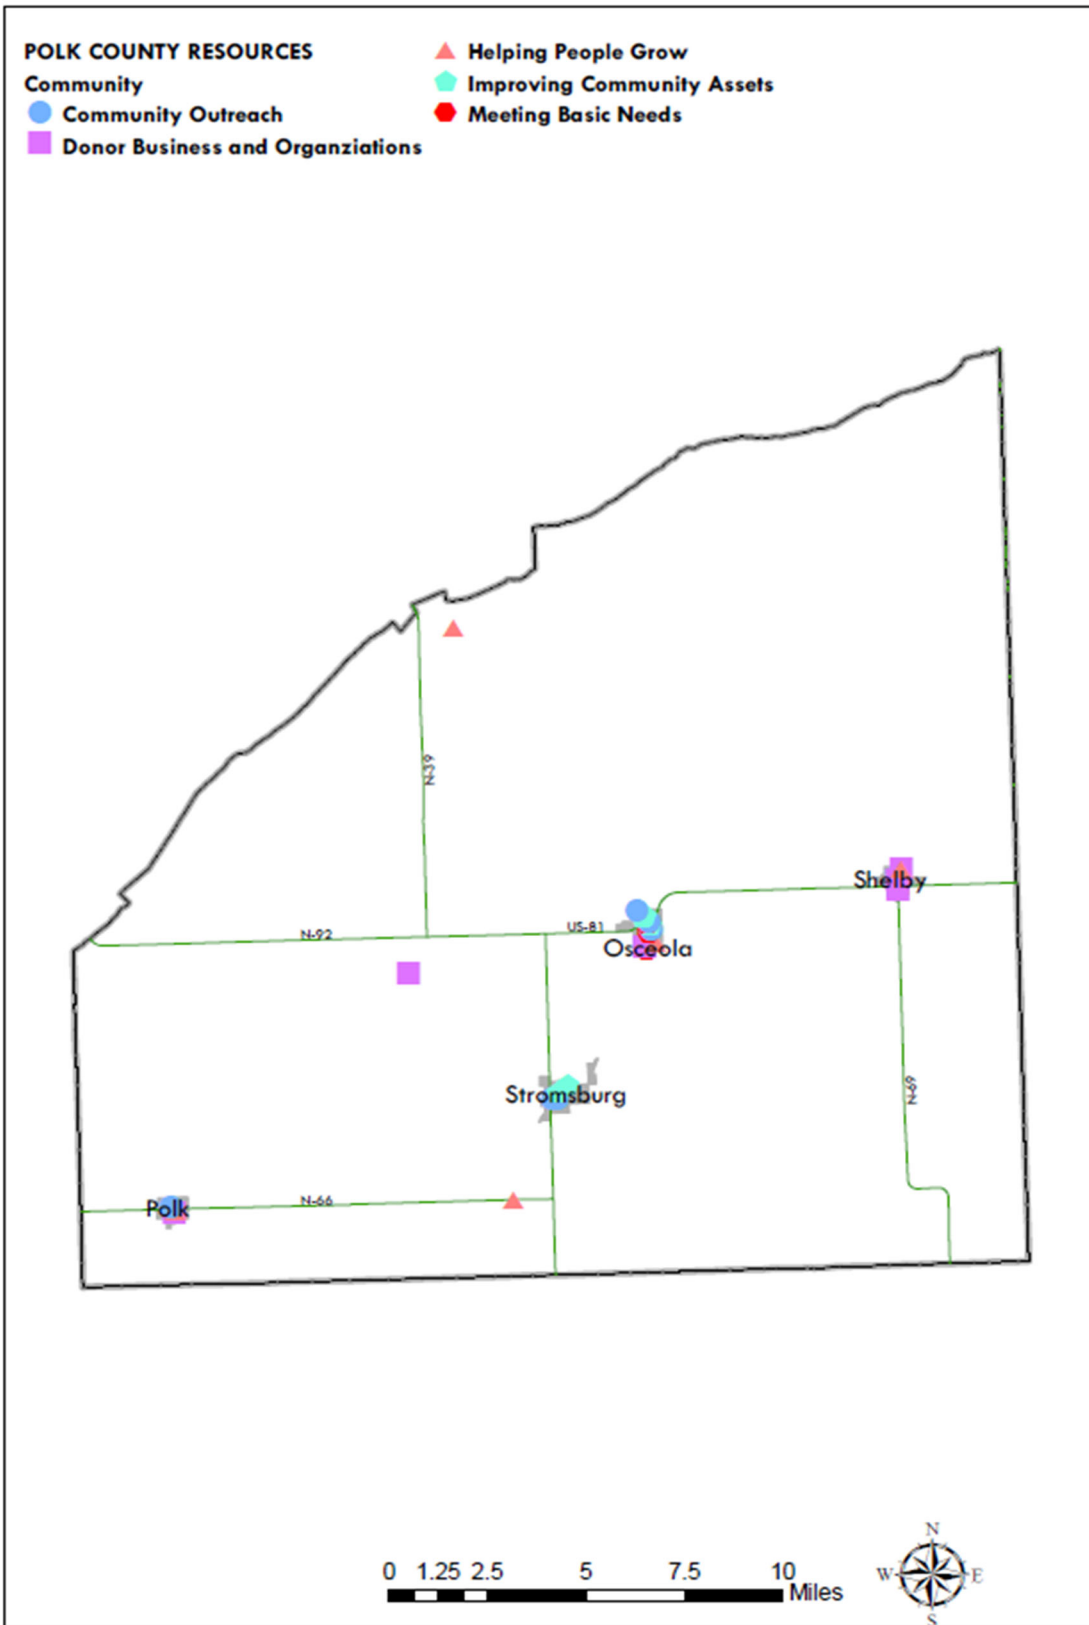 POLK COUNTY RESOURCES
Community
Community Outreach
Donor Business and Organziations
Helping People Grow
Improving Community Assets
Meeting Basic Needs
N-39
Shelby
N-92
US-81
Osceola
Stromsburg
N-69
Polk
N-66
0 1.25 2.5 5 7.5 10
Miles
N
W E
S